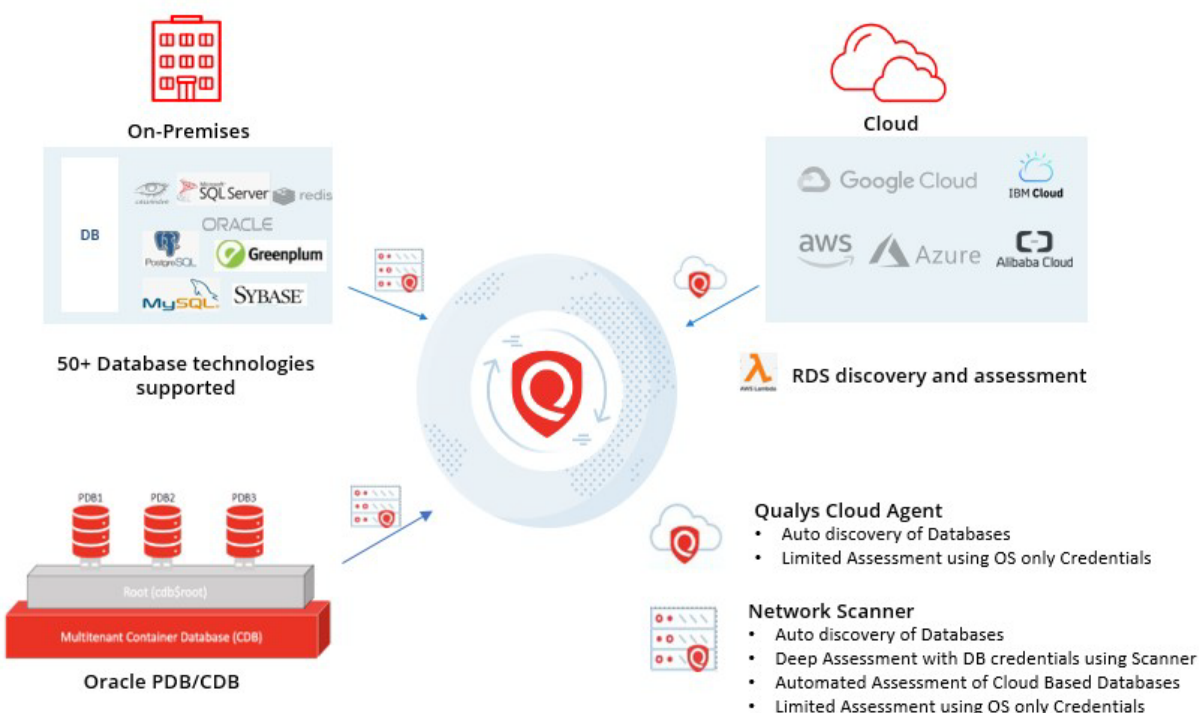 On-Premises
DB
Microsoft
SQL Server
redis
ORACLE
PostgreSQL
Greenplum
MySQL
SYBASE
50+ Database technologies
supported
Cloud
Google Cloud
IBM Cloud
aws
Azure
Alibaba Cloud
AWS Lambda
RDS discovery and assessment
PDB1
PDB2
PDB3
Root (cdb$root)
Multitenant Container Database (CDB)
Oracle PDB/CDB
Qualys Cloud Agent
• Auto discovery of Databases
• Limited Assessment using OS only Credentials
Network Scanner
• Auto discovery of Databases
• Deep Assessment with DB credentials using Scanner
• Automated Assessment of Cloud Based Databases
• Limited Assessment using OS only Credentials